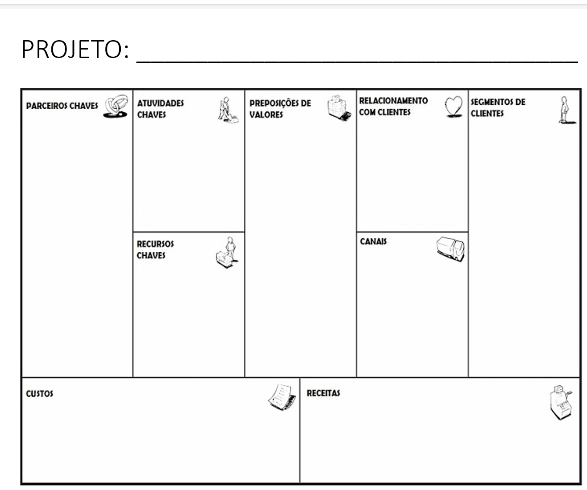 PROJETO: ________________________________
PARCEIROS CHAVES
ATUVIDADES
CHAVES
PREPOSIÇÕES DE
VALORES
RELACIONAMENTO
COM CLIENTES
SEGMENTOS DE
CLIENTES
RECURSOS
CHAVES
CANAIS
CUSTOS
RECEITAS